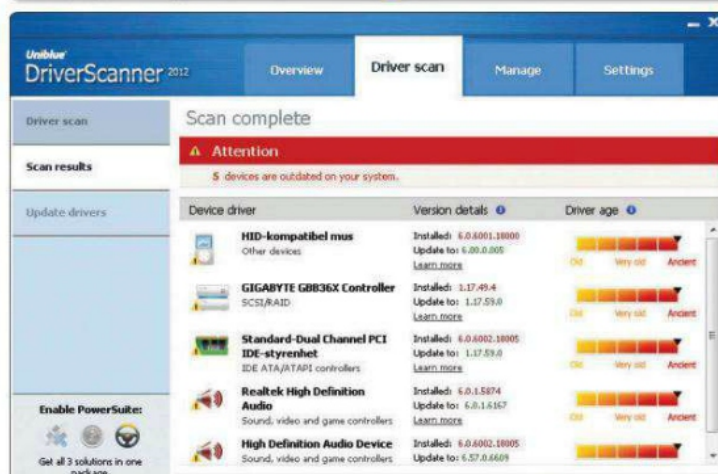 Uniblue
DriverScanner 2012
Overview
Driver scan
Manage
Settings
Driver scan
Scan results
Update drivers
Scan complete
Attention
5 devices are outdated on your system.
Device driver
Version details
Driver age
HID-kompatibel mus
Other devices
Installed: 6.0.6001.18000
Update to: 6.00.0.005
Learn more
Old Very old Ancient
GIGABYTE GBB36X Controller
SCSI/RAID
Installed: 1.17.49.4
Update to: 1.17.59.0
Learn more
Old Very old Ancient
Standard-Dual Channel PCI
IDE-styrenhet
IDE ATA/ATAPI controllers
Installed: 6.0.6002.18005
Update to: 1.17.59.0
Learn more
Old Very old Ancient
Realtek High Definition
Audio
Sound, video and game controllers
Installed: 6.0.1.5874
Update to: 6.0.1.6167
Learn more
Old Very old Ancient
High Definition Audio Device
Sound, video and game controllers
Installed: 6.0.6002.18005
Update to: 6.57.0.6609
Enable PowerSuite:
Get all 3 solutions in one
package